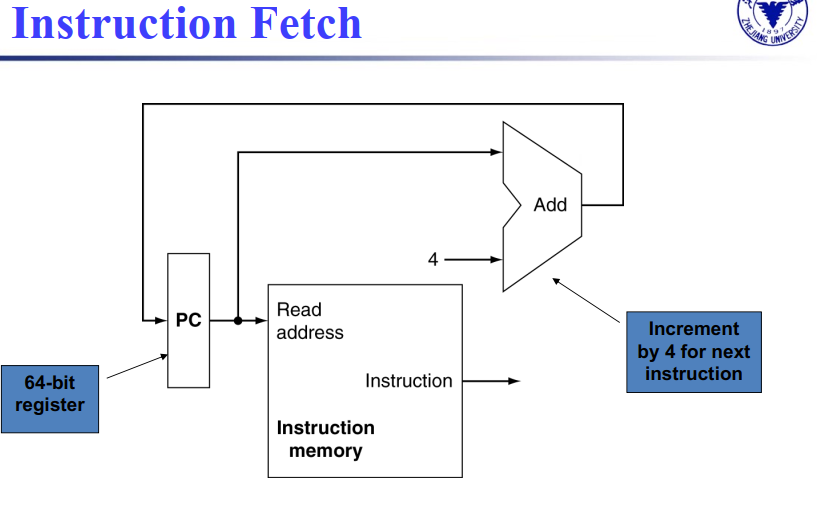 Instruction Fetch
1897
ZHEJIANG UNIVERSITY
Add
4
PC
Read
address
Instruction
Instruction
memory
64-bit
register
Increment
by 4 for next
instruction